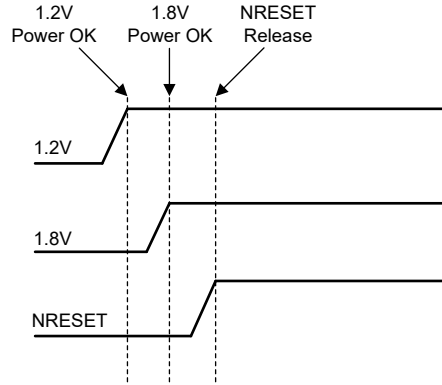 1.2V
Power OK
1.8V
Power OK
NRESET
Release
1.2V
1.8V
NRESET